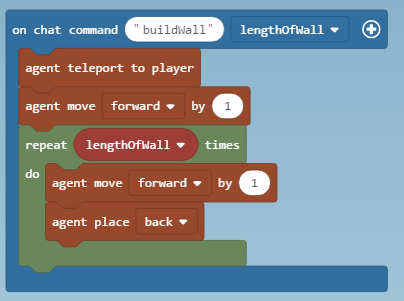 on chat command "buildWall" lengthOfWall
agent teleport to player
agent move forward by 1
repeat lengthOfWall times
do agent move forward by 1
agent place back